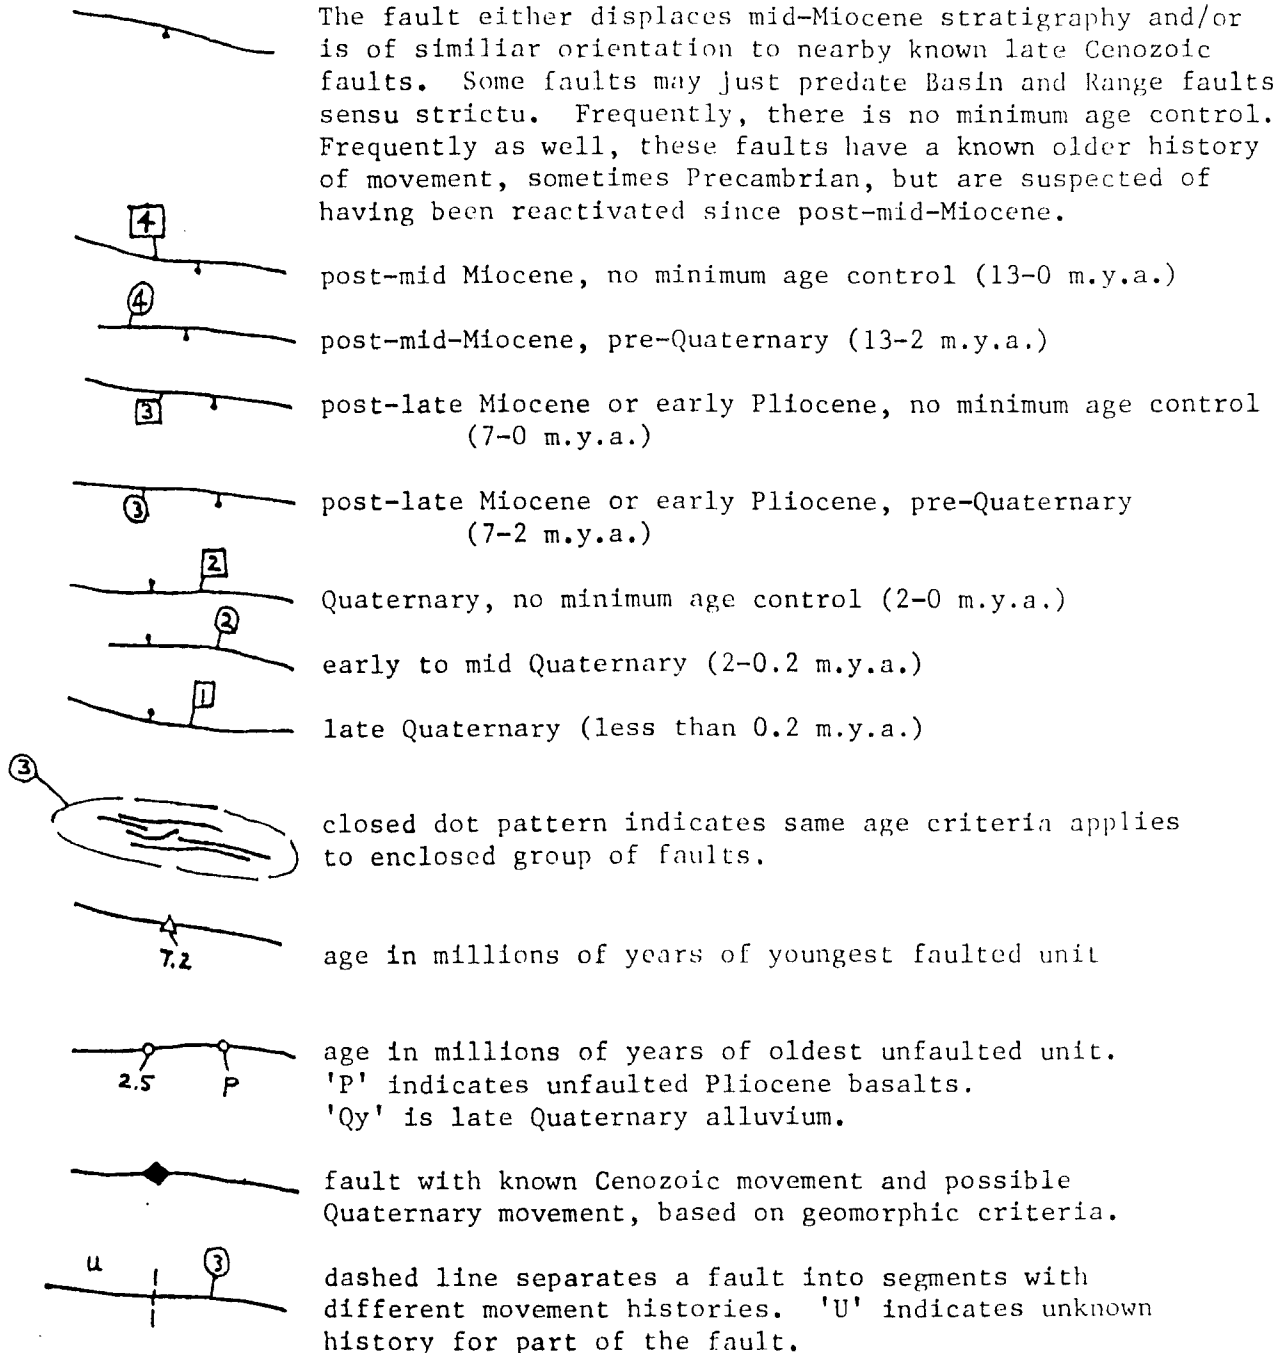 The fault either displaces mid-Miocene stratigraphy and/or
is of similiar orientation to nearby known late Cenozoic
faults. Some faults may just predate Basin and Range faults
sensu strictu. Frequently, there is no minimum age control.
Frequently as well, these faults have a known older history
of movement, sometimes Precambrian, but are suspected of
having been reactivated since post-mid-Miocene.
4
post-mid Miocene, no minimum age control (13-0 m.y.a.)
4
post-mid-Miocene, pre-Quaternary (13-2 m.y.a.)
3
post-late Miocene or early Pliocene, no minimum age control
(7-0 m.y.a.)
3
post-late Miocene or early Pliocene, pre-Quaternary
(7-2 m.y.a.)
2
Quaternary, no minimum age control (2-0 m.y.a.)
2
early to mid Quaternary (2-0.2 m.y.a.)
1
late Quaternary (less than 0.2 m.y.a.)
3
closed dot pattern indicates same age criteria applies
to enclosed group of faults.
7.2
age in millions of years of youngest faulted unit
age in millions of years of oldest unfaulted unit.
2.5 P
'P' indicates unfaulted Pliocene basalts.
'Qy' is late Quaternary alluvium.
fault with known Cenozoic movement and possible
Quaternary movement, based on geomorphic criteria.
u 3
dashed line separates a fault into segments with
different movement histories. 'U' indicates unknown
history for part of the fault.